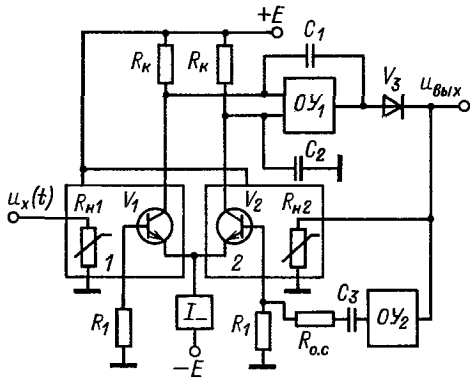 +E
C₁
Rк
Rк
ОУ₁
V₃
uвых
C₂
uₓ(t)
Rн1
V₁
V₂
Rн2
1
2
R₁
I_
−E
R₁
Rо.с
C₃
ОУ₂